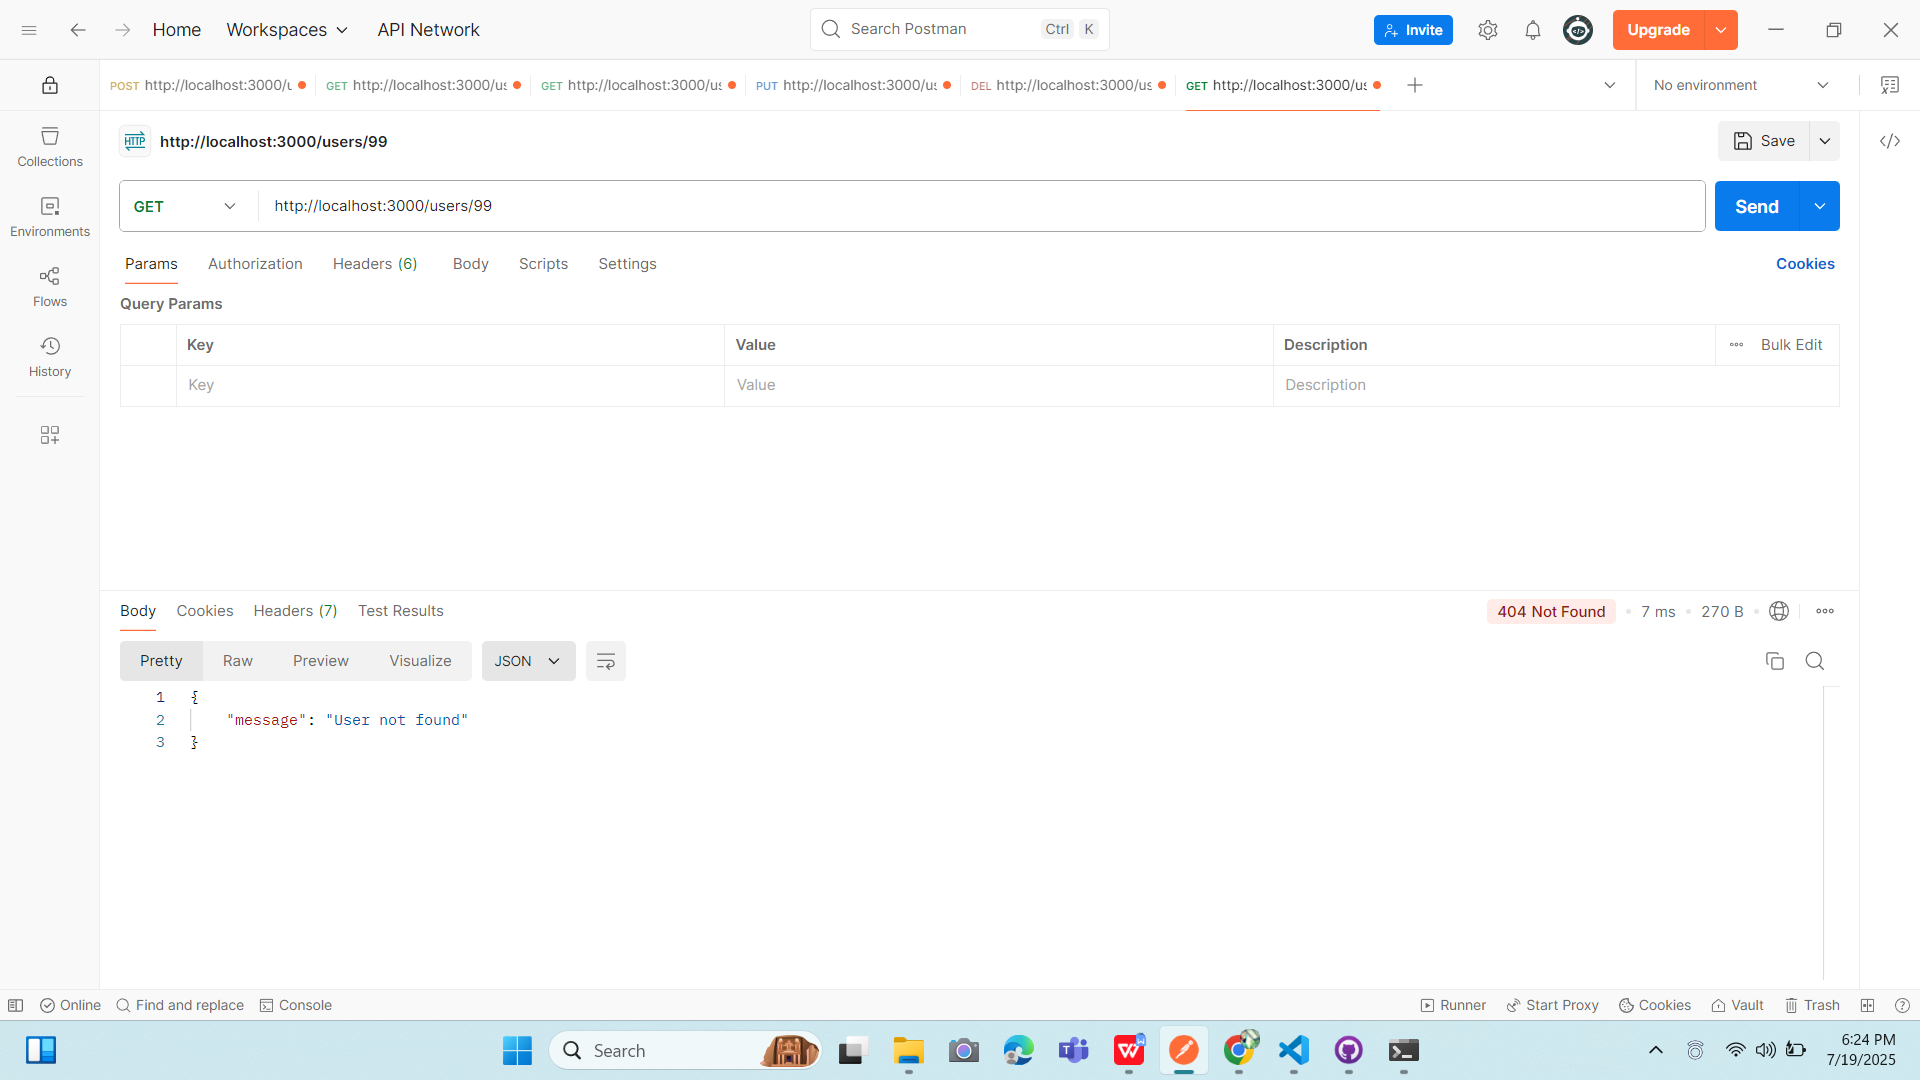 Home Workspaces API Network Search Postman Ctrl K Invite Upgrade
POST http://localhost:3000/u GET http://localhost:3000/us GET http://localhost:3000/us PUT http://localhost:3000/us DEL http://localhost:3000/us GET http://localhost:3000/us No environment
Collections
Environments
Flows
History
HTTP http://localhost:3000/users/99 Save
GET http://localhost:3000/users/99 Send
Params Authorization Headers (6) Body Scripts Settings Cookies
Query Params
Key Value Description Bulk Edit
Key Value Description
Body Cookies Headers (7) Test Results 404 Not Found • 7 ms • 270 B
Pretty Raw Preview Visualize JSON
1 {
2 "message": "User not found"
3 }
Online Find and replace Console Runner Start Proxy Cookies Vault Trash
Search 6:24 PM
7/19/2025